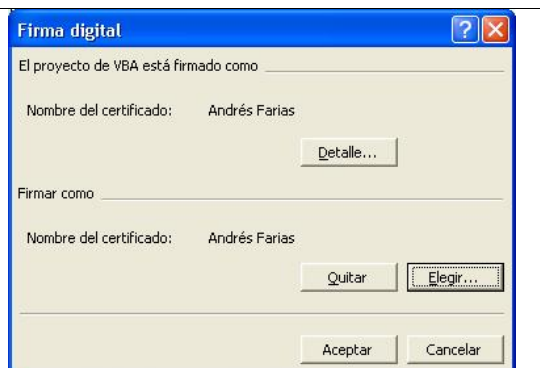 Firma digital
El proyecto de VBA está firmado como
Nombre del certificado: Andrés Farias
Detalle...
Firmar como
Nombre del certificado: Andrés Farias
Quitar Elegir...
Aceptar Cancelar